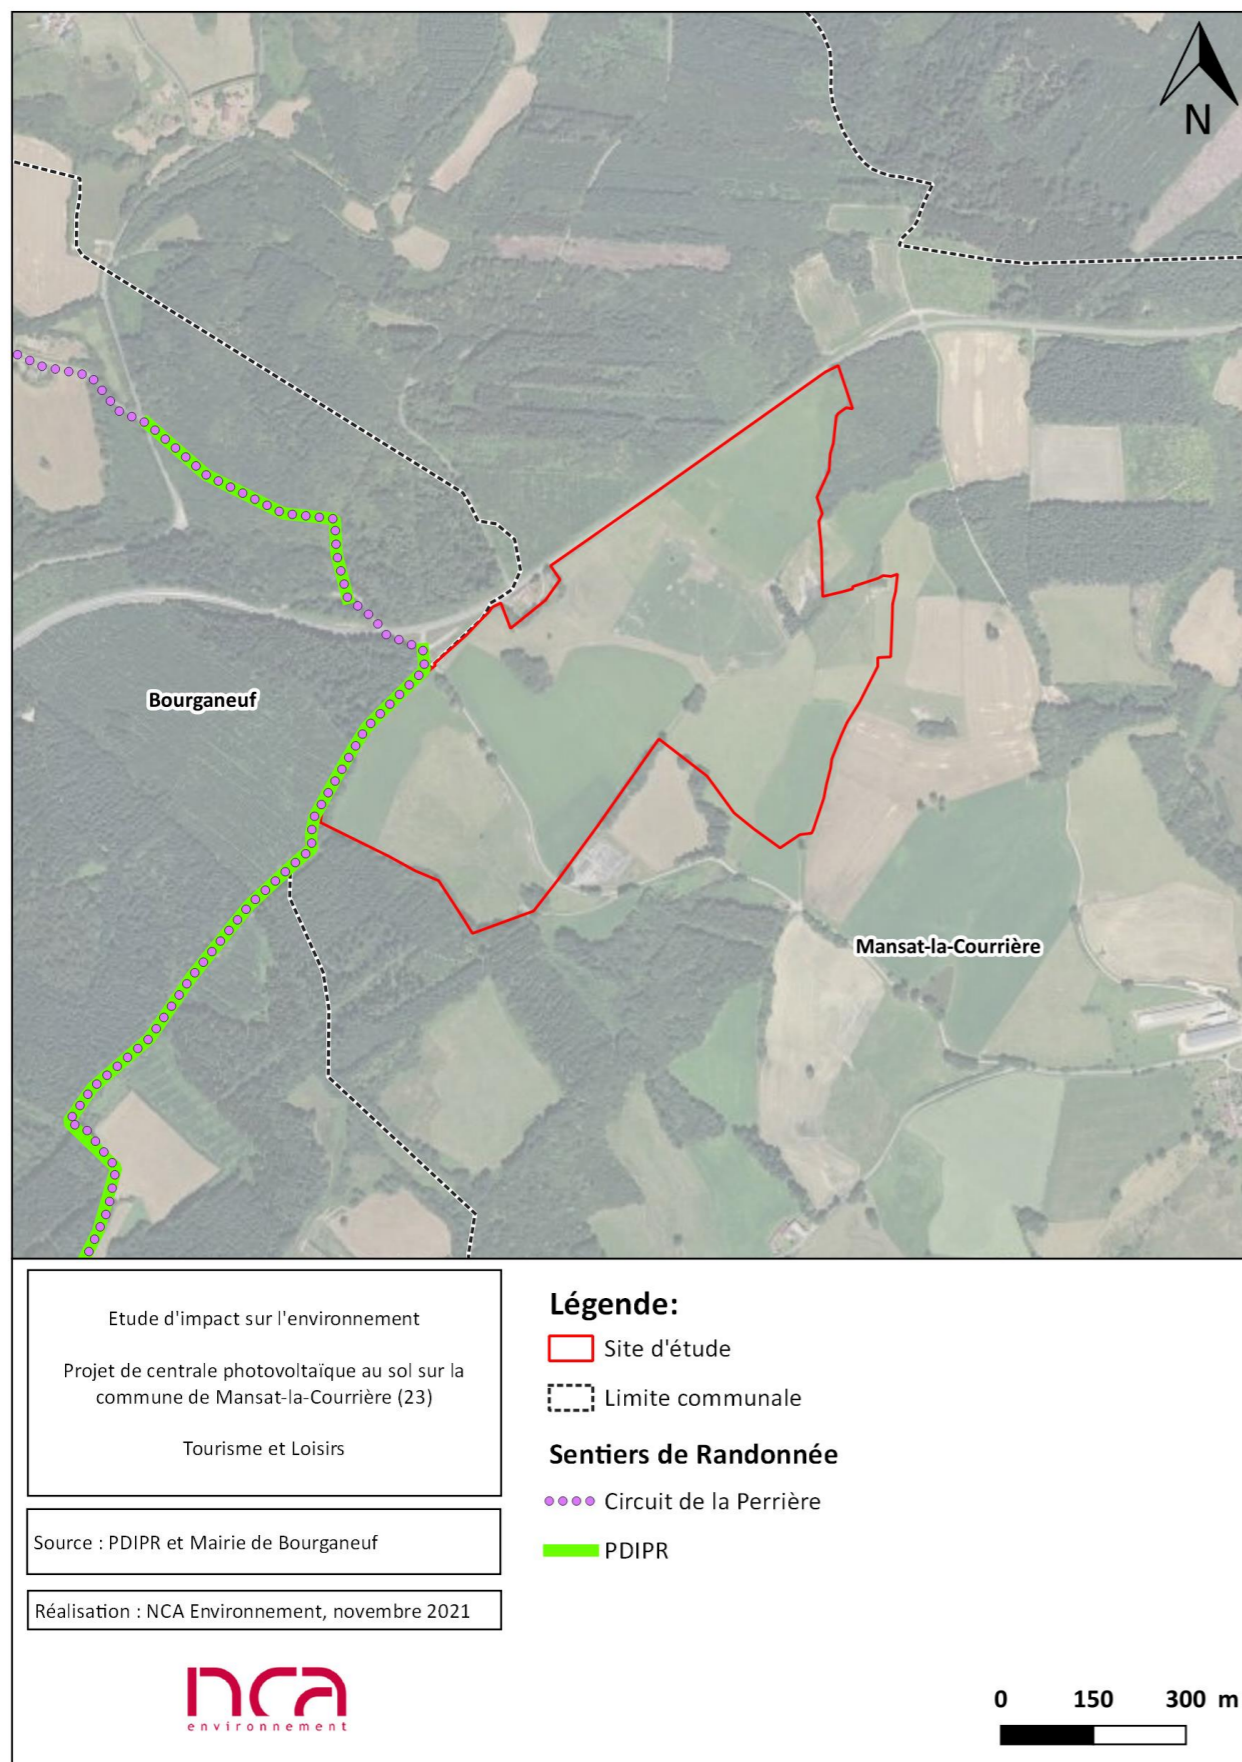 N
Bourganeuf
Mansat-la-Courrière
Etude d'impact sur l'environnement
Projet de centrale photovoltaïque au sol sur la
commune de Mansat-la-Courrière (23)
Tourisme et Loisirs
Source : PDIPR et Mairie de Bourganeuf
Réalisation : NCA Environnement, novembre 2021
nca
environnement
Légende:
Site d'étude
Limite communale
Sentiers de Randonnée
Circuit de la Perrière
PDIPR
0 150 300 m